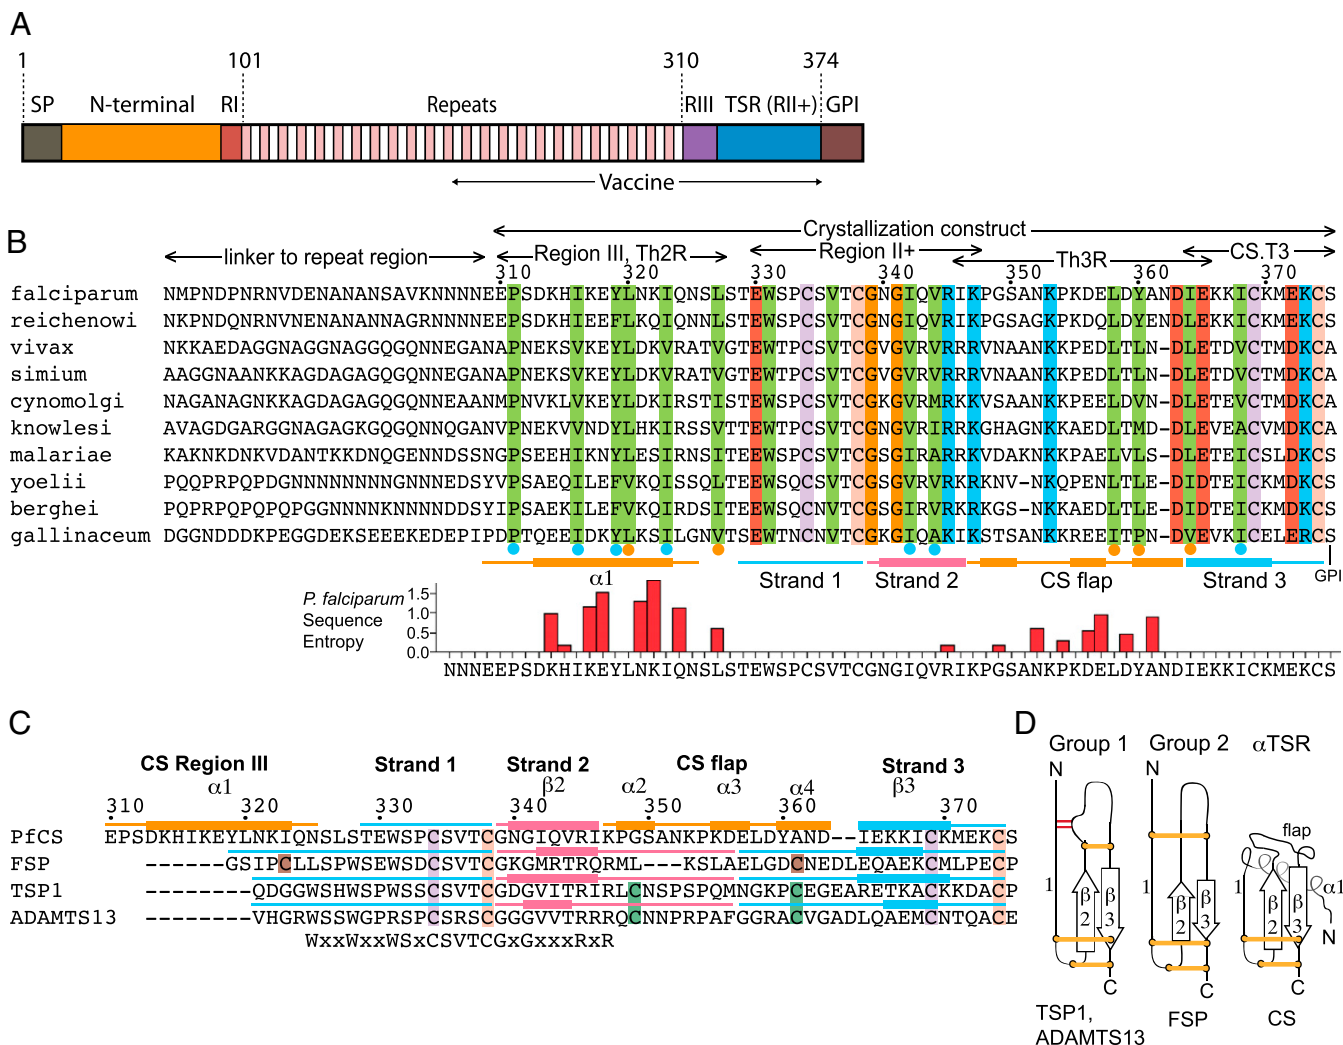 A
1 101 310 374
SP N-terminal RI Repeats RIII TSR (RII+) GPI
Vaccine
B
Crystallization construct
linker to repeat region Region III, Th2R Region II+ Th3R CS.T3
310 320 330 340 350 360 370
falciparum NMPNDPNRNVDENANANSAVKNNNNEEPSDKHIKEYLNKIQNSLSTEWSPCSVTCGNGIQVRIKPGSANKPKDELDYANDIEKKICKMEKCS
reichenowi NKPNDQNRNVNENANANNAGRNNNNEEPSDKHIEEFLKQIQNNLSTEWSPCSVTCGNGIQVRIKPGSAGKPKDQLDYENDLEKKICKMEKCS
vivax NKKAEDAGGNAGGNAGGQGQNNEGANAPNEKSVKEYLDKVRATVGTEWTPCSVTCGVGVRVRRRVNAANKKPEDLTLN-DLETDVCTMDKCA
simium AAGGNAANKKAGDAGAGQGQNNEGANAPNEKSVKEYLDKVRATVGTEWTPCSVTCGVGVRVRRRVNAANKKPEDLTLN-DLETDVCTMDKCA
cynomolgi NAGANAGNKKAGDAGAGQGQNNEAANMPNVKLVKEYLDKIRSTISTEWSPCSVTCGKGVRMRRKVSAANKKPEELDVN-DLETEVCTMDKCA
knowlesi AVAGDGARGGNAGAGKGQGQNNQGANVPNEKVVNDYLHKIRSSVTTEWTPCSVTCGNGVRIRRKGHAGNKKAEDLTMD-DLEVEACVMDKCA
malariae KAKNKDNKVDANTKKDNQGENNDSSNGPSEEHIKNYLESIRNSITEEWSPCSVTCGSGIRARRKVDAKNKKPAELVLS-DLETEICSLDKCS
yoelii PQQPRPQPDGNNNNNNNNGNNNEDSYVPSAEQILEFVKQISSQLTEEWSQCSVTCGSGVRVRKRKNV-NKQPENLTLE-DIDTEICKMDKCS
berghei PQPRPQPQPQPGGNNNNKNNNNDDSYIPSAEKILEFVKQIRDSITEEWSQCNVTCGSGIRVRKRKGS-NKKAEDLTLE-DIDTEICKMDKCS
gallinaceum DGGNDDDKPEGGDEKSEEEKEDEPIPDPTQEEIDKYLKSILGNVTSEWTNCNVTCGKGIQAKIKSTSANKKREEITPN-DVEVKICELERCS
α1 Strand 1 Strand 2 CS flap Strand 3 GPI
P. falciparum
Sequence
Entropy
1.5
1.0
0.5
0.0
NNNEEPSDKHIKEYLNKIQNSLSTEWSPCSVTCGNGIQVRIKPGSANKPKDELDYANDIEKKICKMEKCS
C
CS Region III Strand 1 Strand 2 CS flap Strand 3
α1 β2 α2 α3 α4 β3
310 320 330 340 350 360 370
PfCS EPSDKHIKEYLNKIQNSLSTEWSPCSVTCGNGIQVRIKPGSANKPKDELDYAND--IEKKICKMEKCS
FSP ------GSIPCLLSPWSEWSDCSVTCGKGMRTRQRML---KSLAELGDCNEDLEQAEKCMLPECP
TSP1 --------QDGGWSHWSPWSSCSVTCGDGVITRIRLCNSPSPQMNGKPCEGEARETKACKKDACP
ADAMTS13 --------VHGRWSSWGPRSPCSRSCGGGVVTRRRQCNNPRPAFGGRACVGADLQAEMCNTQACE
WxxWxxWSxCSVTCGxGxxxRxR
D
Group 1 Group 2 αTSR
N N
flap
1 1 1
α1
N
β2 β3 β2 β3 β2 β3
C C C
TSP1,
ADAMTS13
FSP
CS